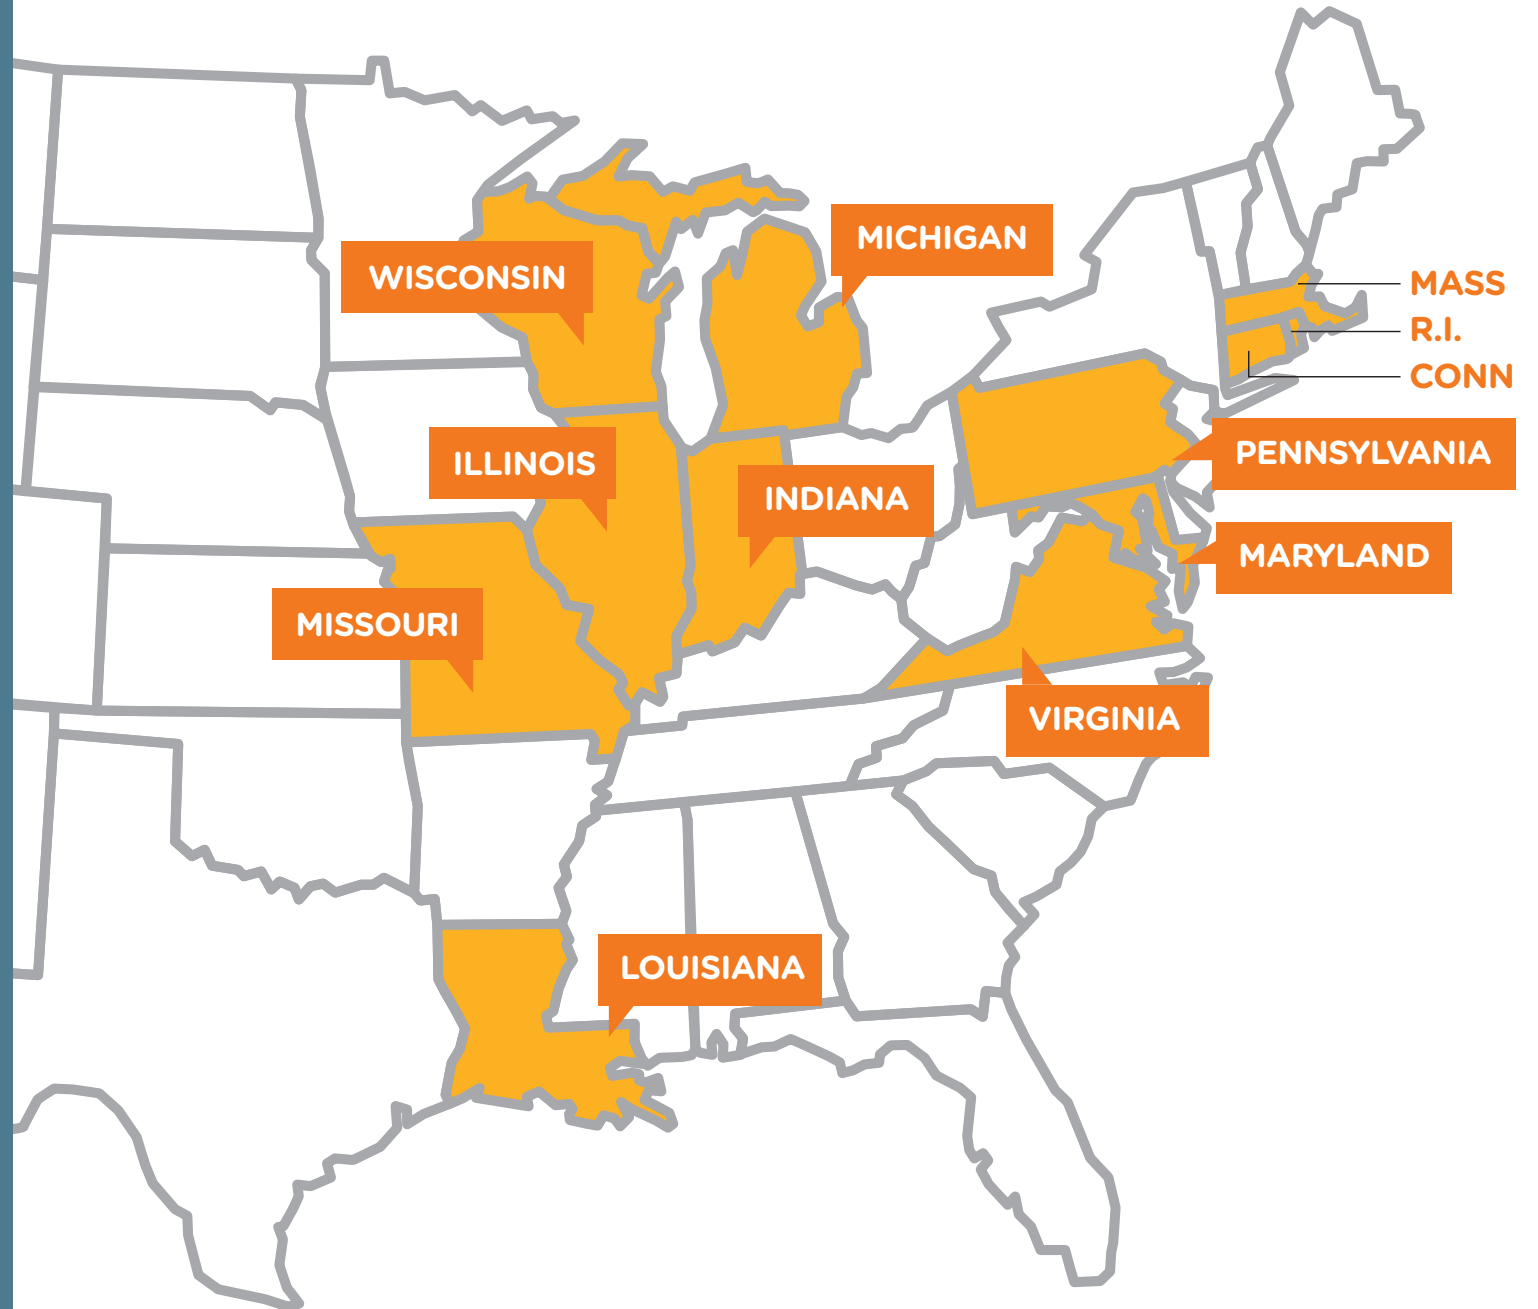 MICHIGAN
WISCONSIN
MASS
R.I.
CONN
PENNSYLVANIA
ILLINOIS
INDIANA
MARYLAND
MISSOURI
VIRGINIA
LOUISIANA